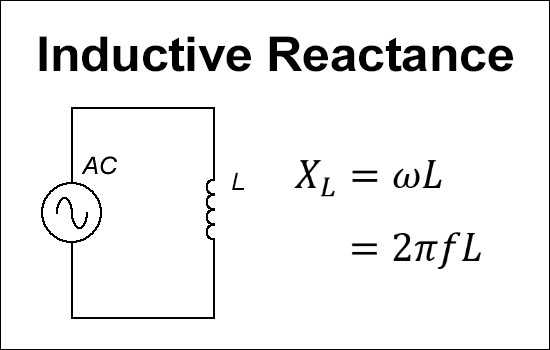 Inductive Reactance
AC
L
X_L = ωL
= 2πfL